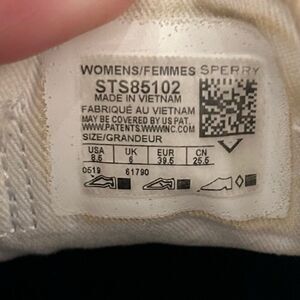 WOMENS/FEMMES SPERRY
STS85102
MADE IN VIETNAM
FABRIQUÉ AU VIETNAM
MAY BE COVERED BY US PAT.
WWW.PATENTS.WWWINC.COM
SIZE/GRANDEUR
USA UK EUR CN
8.5 6 39.5 25.5
0519 61790